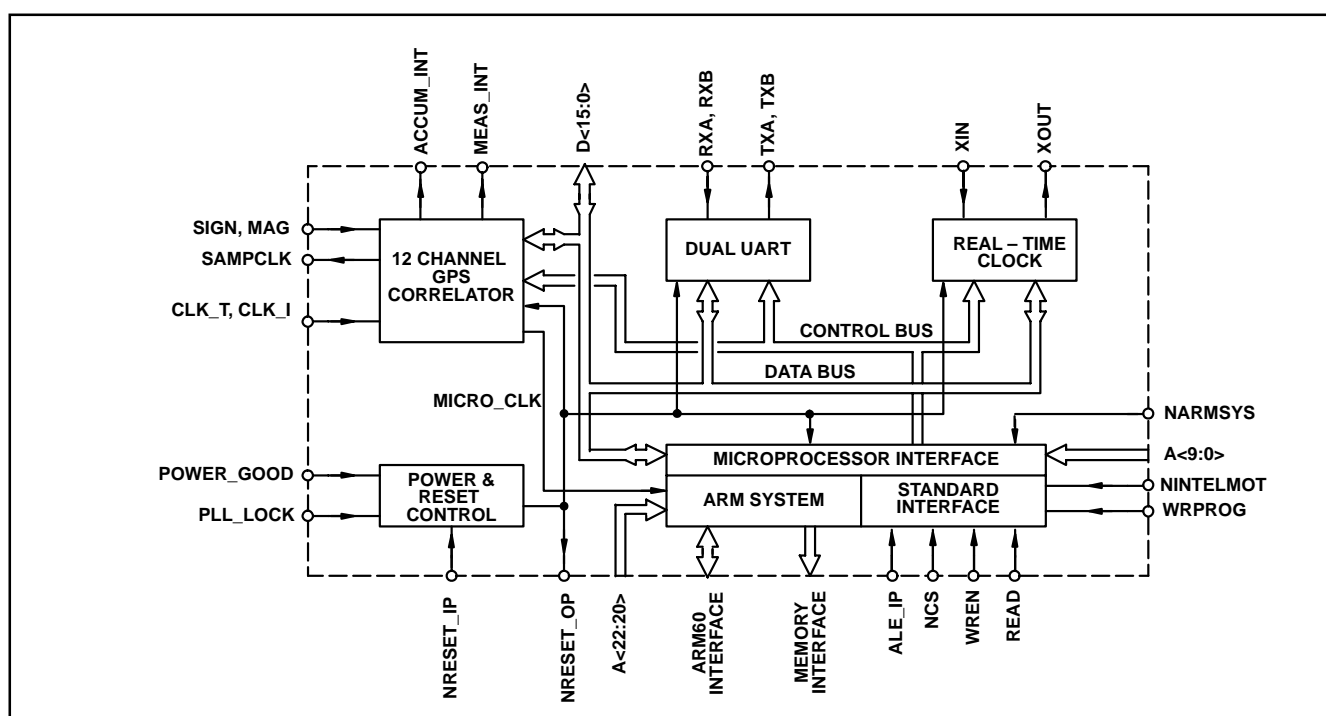 ACCUM_INT
MEAS_INT
D<15:0>
RXA, RXB
TXA, TXB
XIN
XOUT
SIGN, MAG
SAMPCLK
CLK_T, CLK_I
12 CHANNEL
GPS
CORRELATOR
DUAL UART
REAL – TIME
CLOCK
CONTROL BUS
DATA BUS
MICRO_CLK
NARMSYS
POWER_GOOD
PLL_LOCK
POWER &
RESET
CONTROL
MICROPROCESSOR INTERFACE
A<9:0>
ARM SYSTEM
STANDARD
INTERFACE
NINTELMOT
WRPROG
NRESET_IP
NRESET_OP
A<22:20>
ARM60
INTERFACE
MEMORY
INTERFACE
ALE_IP
NCS
WREN
READ